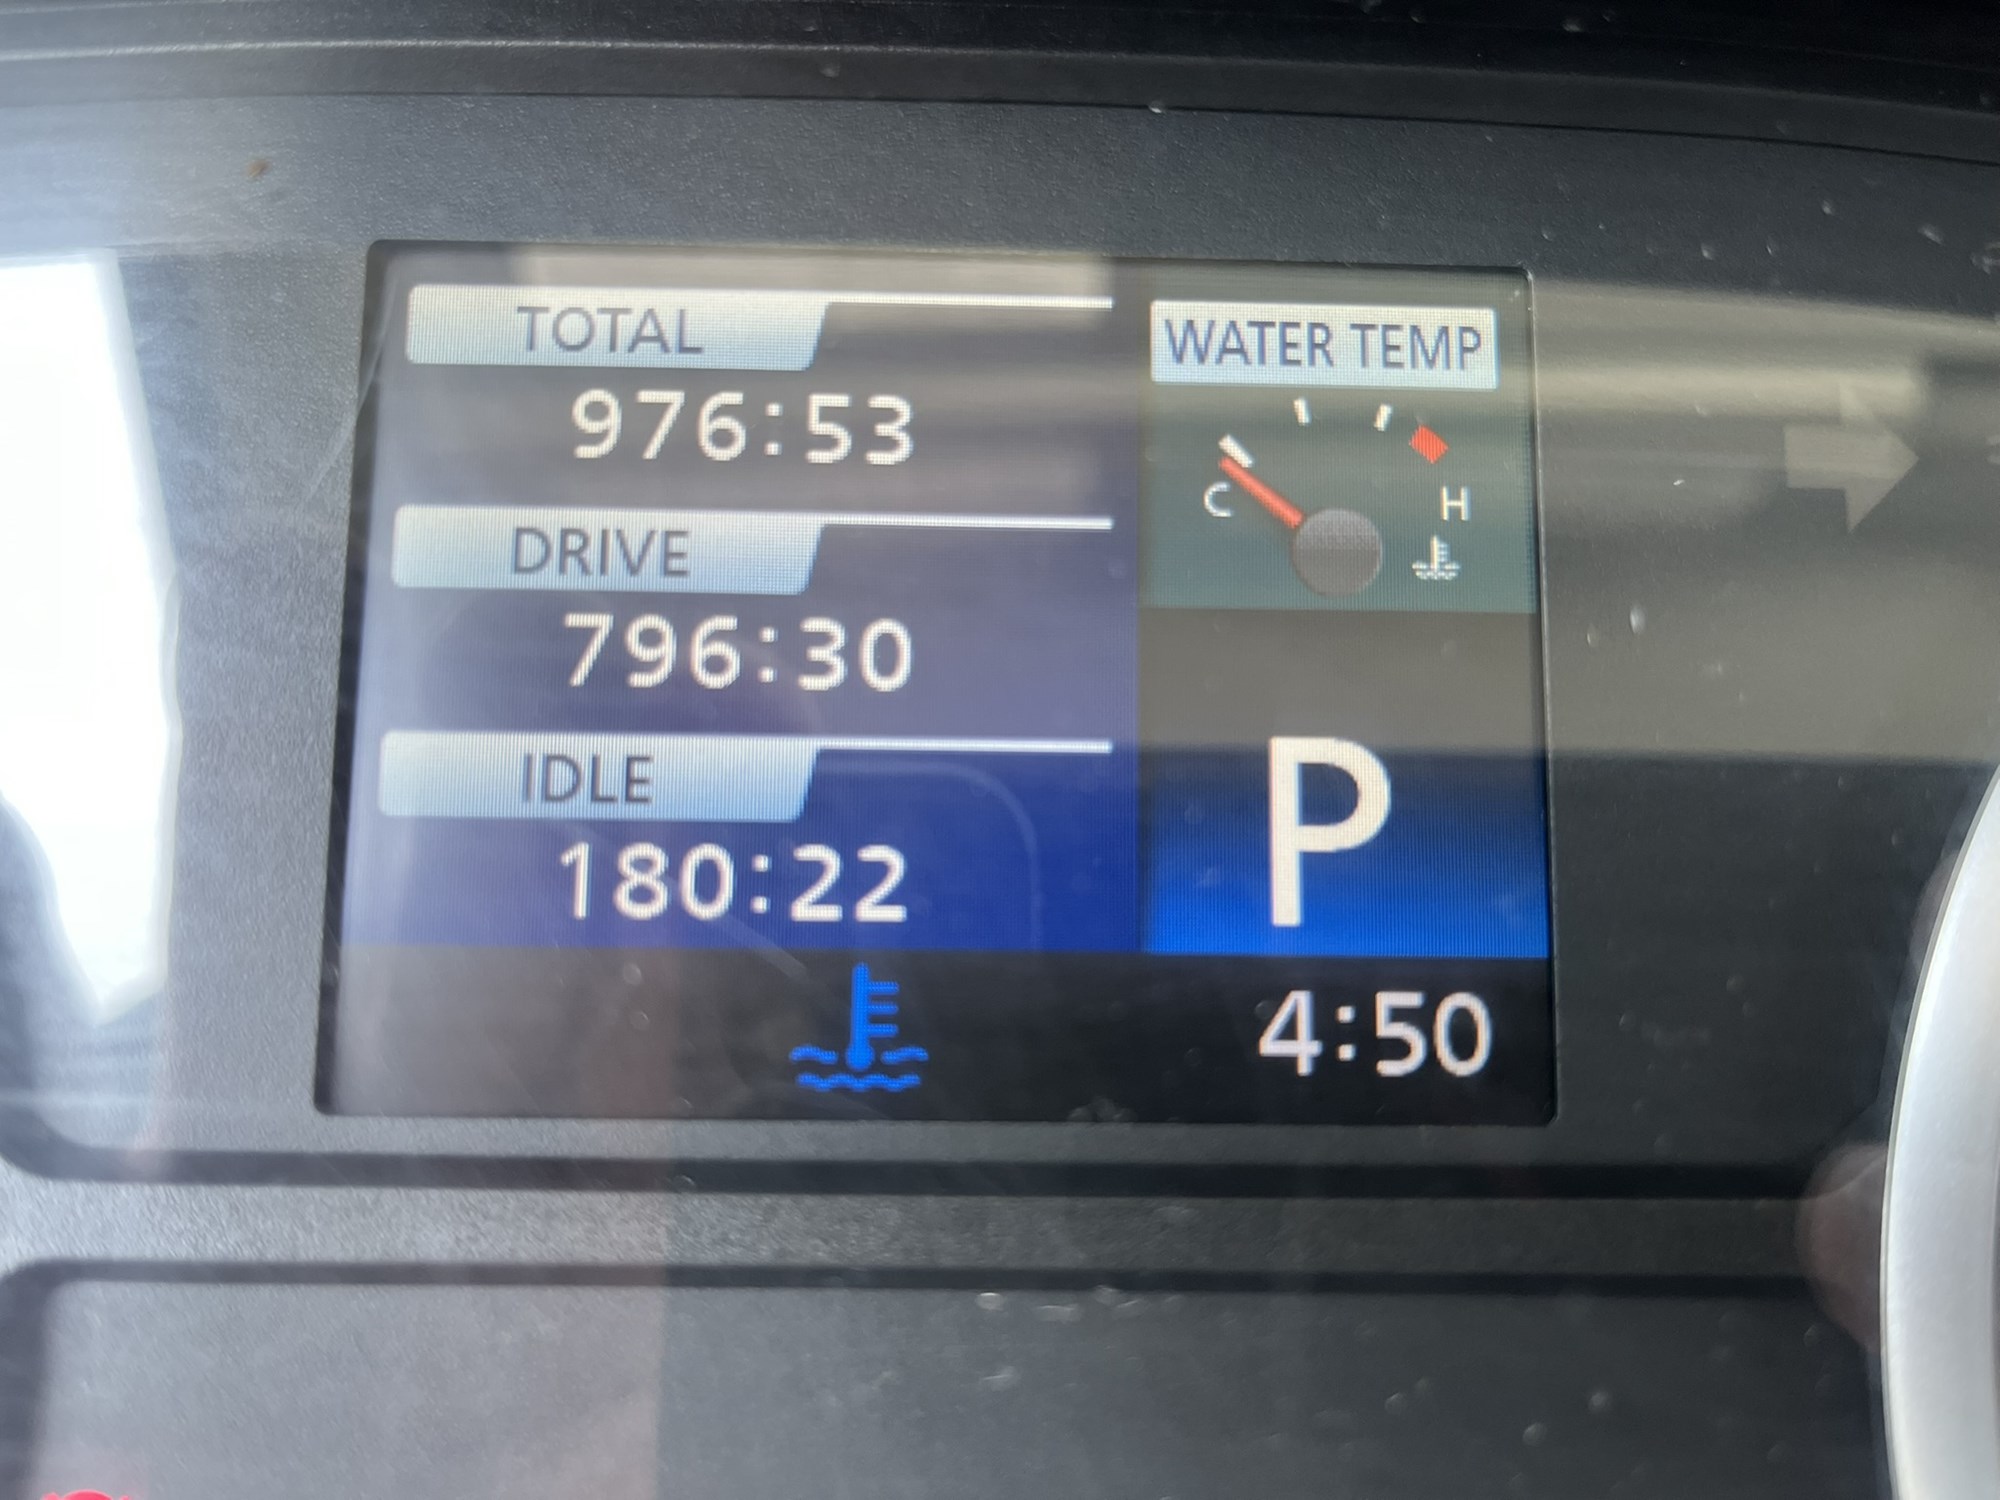 TOTAL
976:53
DRIVE
796:30
IDLE
180:22
WATER TEMP
C
H
P
4:50